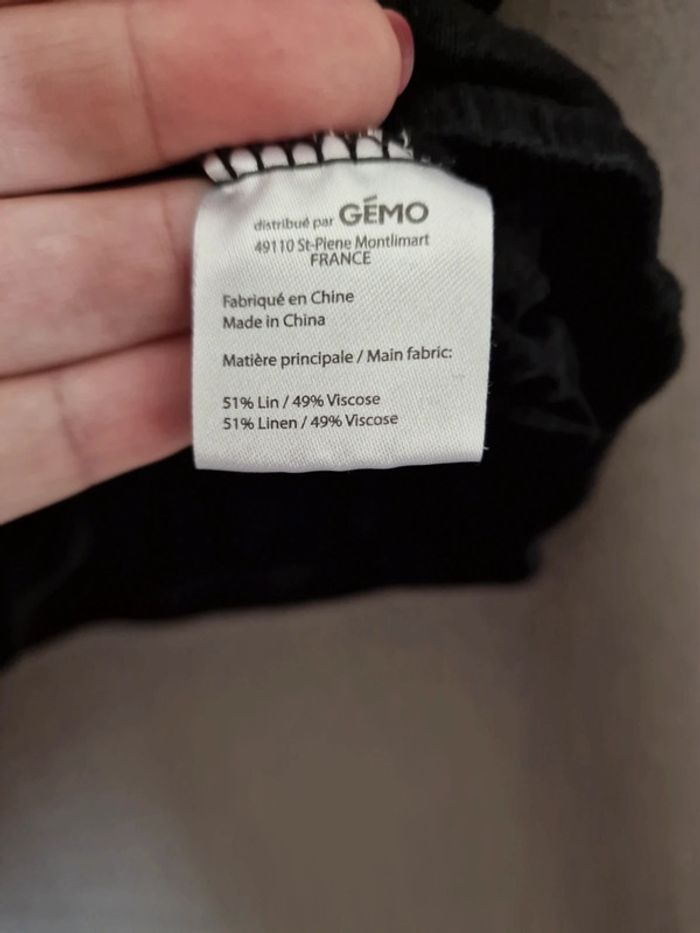 distribué par GÉMO
49110 St-Piene Montlimart
FRANCE
Fabriqué en Chine
Made in China
Matière principale / Main fabric:
51% Lin / 49% Viscose
51% Linen / 49% Viscose